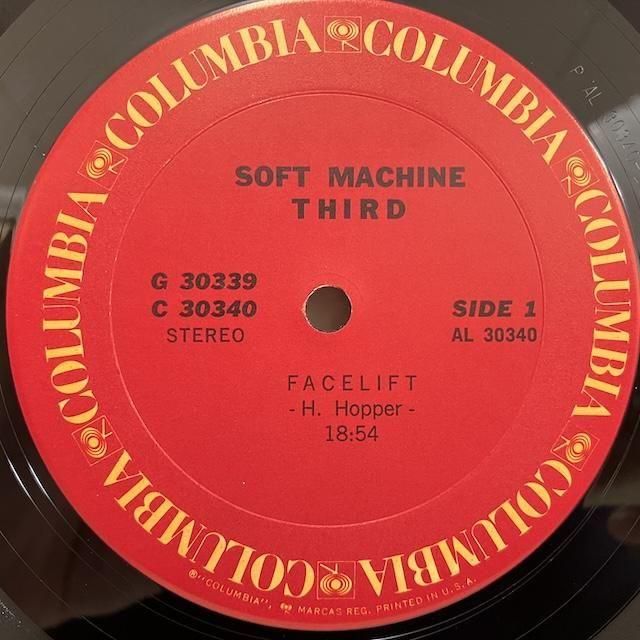 COLUMBIA COLUMBIA COLUMBIA COLUMBIA COLUMBIA COLUMBIA COLUMBIA
SOFT MACHINE
THIRD
G 30339
C 30340
STEREO
SIDE 1
AL 30340
FACELIFT
- H. Hopper -
18:54
®"COLUMBIA", MARCAS REG. PRINTED IN U.S.A.